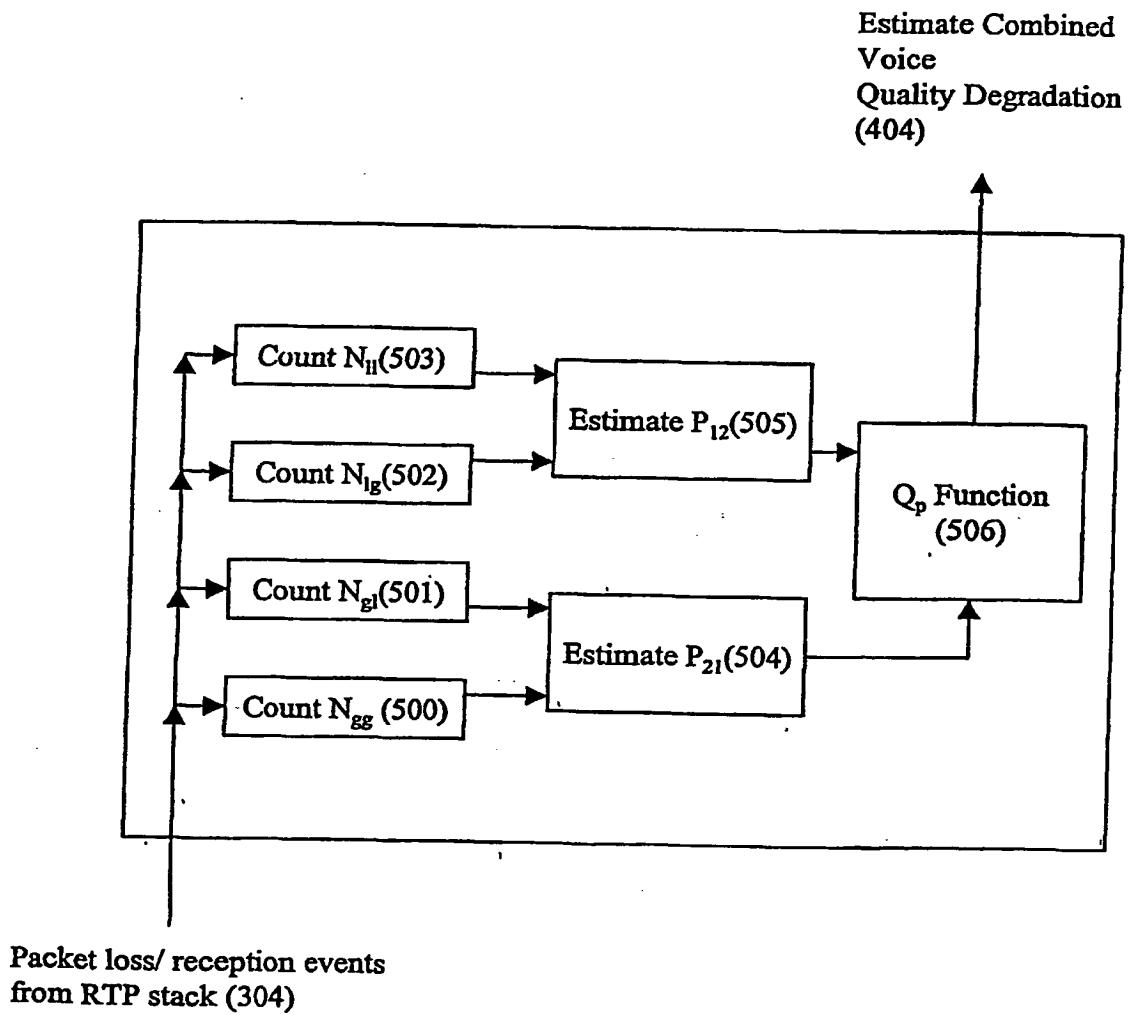 Estimate Combined
Voice
Quality Degradation
(404)
Count N_ll(503)
Estimate P_12(505)
Count N_lg(502)
Q_p Function
(506)
Count N_gl(501)
Estimate P_21(504)
Count N_gg (500)
Packet loss/ reception events
from RTP stack (304)